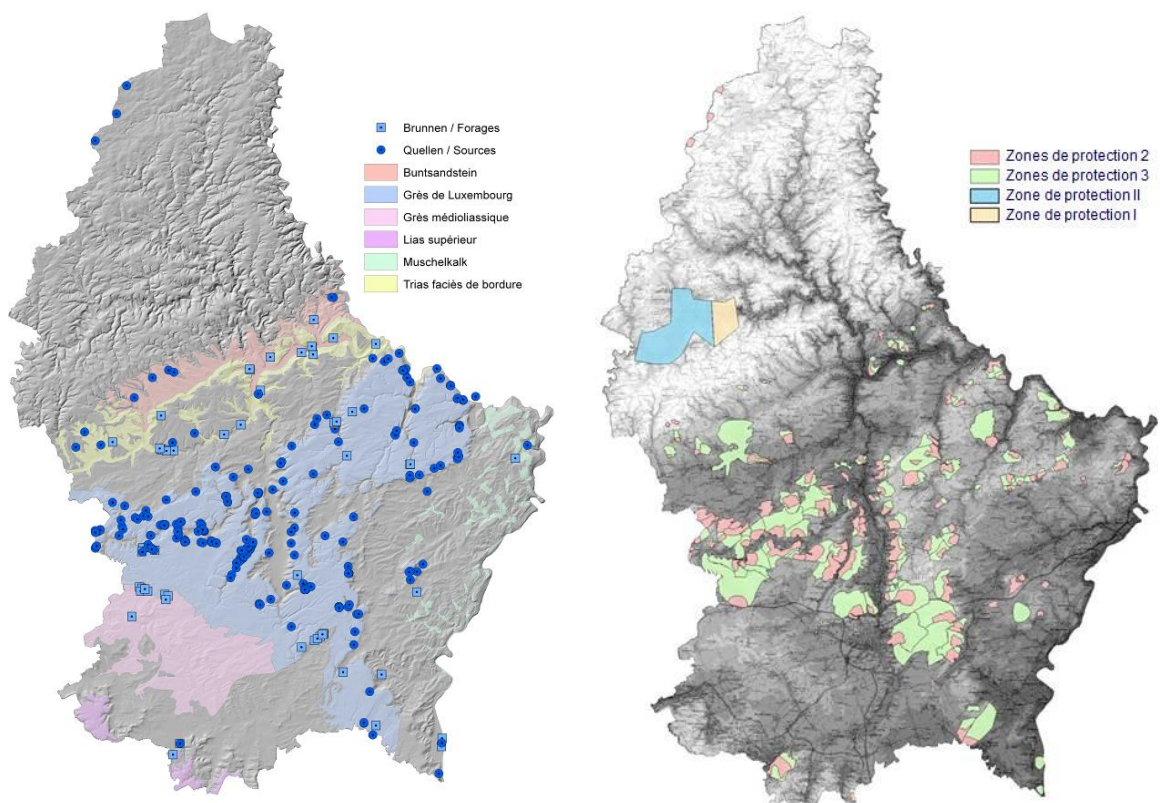 Brunnen / Forages
Quellen / Sources
Buntsandstein
Grès de Luxembourg
Grès médioliassique
Lias supérieur
Muschelkalk
Trias faciès de bordure
Zones de protection 2
Zones de protection 3
Zone de protection II
Zone de protection I